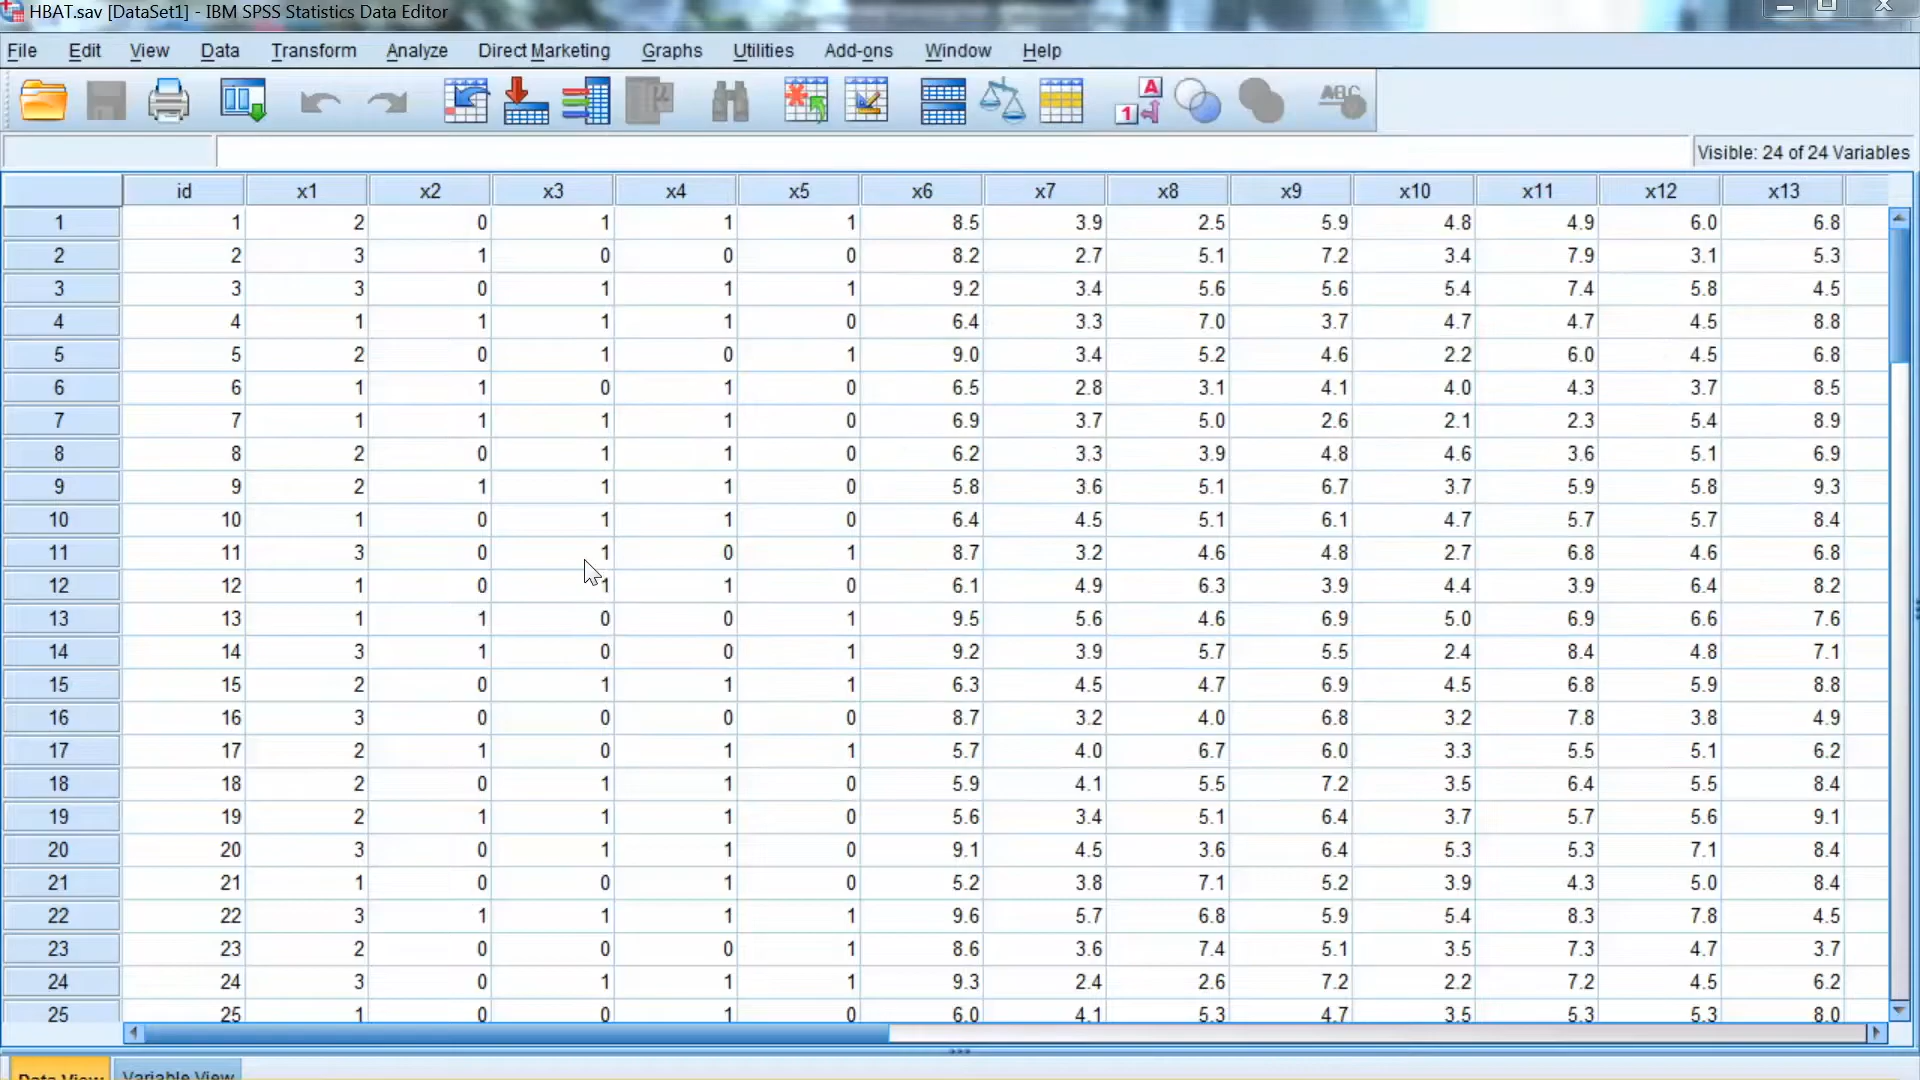 HBAT.sav [DataSet1] - IBM SPSS Statistics Data Editor
File Edit View Data Transform Analyze Direct Marketing Graphs Utilities Add-ons Window Help
Visible: 24 of 24 Variables
id x1 x2 x3 x4 x5 x6 x7 x8 x9 x10 x11 x12 x13
1 1 2 0 1 1 1 8.5 3.9 2.5 5.9 4.8 4.9 6.0 6.8
2 2 3 1 0 0 0 8.2 2.7 5.1 7.2 3.4 7.9 3.1 5.3
3 3 3 0 1 1 1 9.2 3.4 5.6 5.6 5.4 7.4 5.8 4.5
4 4 1 1 1 1 0 6.4 3.3 7.0 3.7 4.7 4.7 4.5 8.8
5 5 2 0 1 0 1 9.0 3.4 5.2 4.6 2.2 6.0 4.5 6.8
6 6 1 1 0 1 0 6.5 2.8 3.1 4.1 4.0 4.3 3.7 8.5
7 7 1 1 1 1 0 6.9 3.7 5.0 2.6 2.1 2.3 5.4 8.9
8 8 2 0 1 1 0 6.2 3.3 3.9 4.8 4.6 3.6 5.1 6.9
9 9 2 1 1 1 0 5.8 3.6 5.1 6.7 3.7 5.9 5.8 9.3
10 10 1 0 1 1 0 6.4 4.5 5.1 6.1 4.7 5.7 5.7 8.4
11 11 3 0 1 0 1 8.7 3.2 4.6 4.8 2.7 6.8 4.6 6.8
12 12 1 0 1 1 0 6.1 4.9 6.3 3.9 4.4 3.9 6.4 8.2
13 13 1 1 0 0 1 9.5 5.6 4.6 6.9 5.0 6.9 6.6 7.6
14 14 3 1 0 0 1 9.2 3.9 5.7 5.5 2.4 8.4 4.8 7.1
15 15 2 0 1 1 1 6.3 4.5 4.7 6.9 4.5 6.8 5.9 8.8
16 16 3 0 0 0 0 8.7 3.2 4.0 6.8 3.2 7.8 3.8 4.9
17 17 2 1 0 1 1 5.7 4.0 6.7 6.0 3.3 5.5 5.1 6.2
18 18 2 0 1 1 0 5.9 4.1 5.5 7.2 3.5 6.4 5.5 8.4
19 19 2 1 1 1 0 5.6 3.4 5.1 6.4 3.7 5.7 5.6 9.1
20 20 3 0 1 1 0 9.1 4.5 3.6 6.4 5.3 5.3 7.1 8.4
21 21 1 0 0 1 0 5.2 3.8 7.1 5.2 3.9 4.3 5.0 8.4
22 22 3 1 1 1 1 9.6 5.7 6.8 5.9 5.4 8.3 7.8 4.5
23 23 2 0 0 0 1 8.6 3.6 7.4 5.1 3.5 7.3 4.7 3.7
24 24 3 0 1 1 1 9.3 2.4 2.6 7.2 2.2 7.2 4.5 6.2
25 25 1 0 0 1 0 6.0 4.1 5.3 4.7 3.5 5.3 5.3 8.0
Data View Variable View